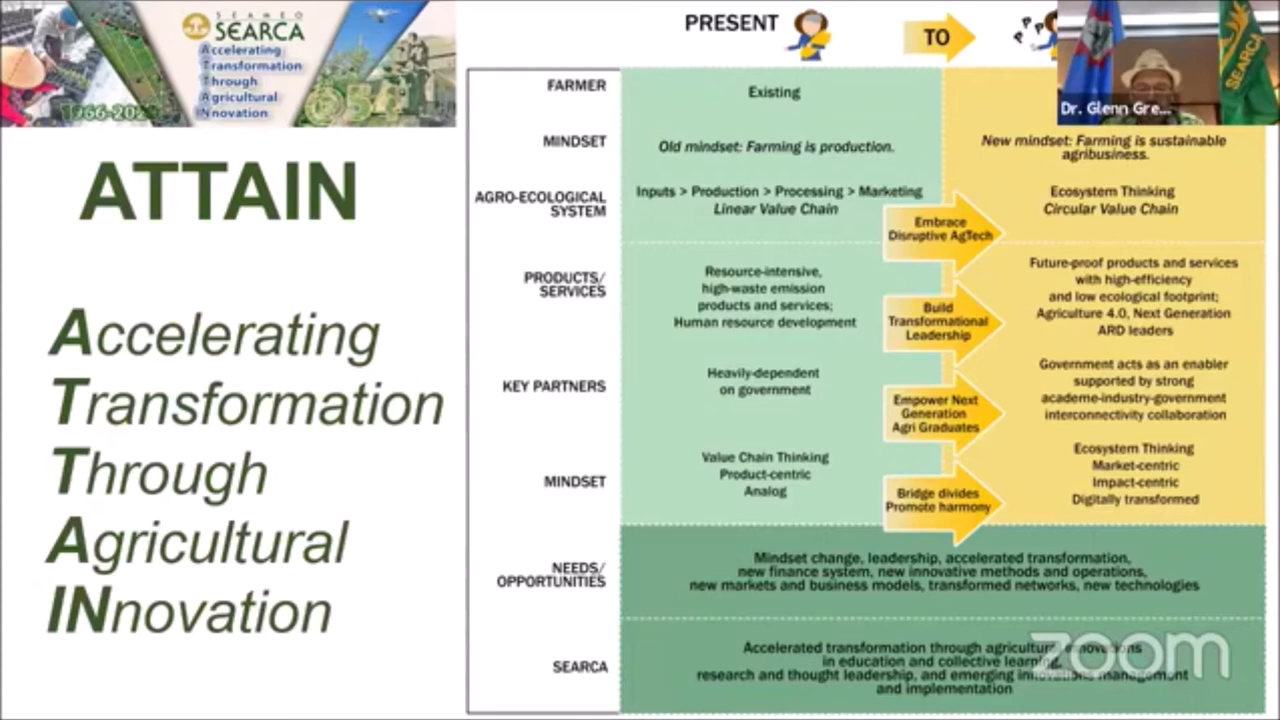 SEAMEO
SEARCA
Accelerating
Transformation
Through
Agricultural
INnovation
@54
ATTAIN
Accelerating
Transformation
Through
Agricultural
INnovation
PRESENT
TO
Dr. Glenn Gre...
SEARCA
FARMER
Existing
MINDSET
Old mindset: Farming is production.
New mindset: Farming is sustainable
agribusiness.
AGRO-ECOLOGICAL
SYSTEM
Inputs > Production > Processing > Marketing
Linear Value Chain
Ecosystem Thinking
Circular Value Chain
Embrace
Disruptive AgTech
PRODUCTS/
SERVICES
Resource-intensive,
high-waste emission
products and services;
Human resource development
Build
Transformational
Leadership
Future-proof products and services
with high-efficiency
and low ecological footprint;
Agriculture 4.0, Next Generation
ARD leaders
KEY PARTNERS
Heavily-dependent
on government
Empower Next
Generation
Agri Graduates
Government acts as an enabler
supported by strong
academe-industry-government
interconnectivity collaboration
MINDSET
Value Chain Thinking
Product-centric
Analog
Bridge divides
Promote harmony
Ecosystem Thinking
Market-centric
Impact-centric
Digitally transformed
NEEDS/
OPPORTUNITIES
Mindset change, leadership, accelerated transformation,
new finance system, new innovative methods and operations,
new markets and business models, transformed networks, new technologies
SEARCA
Accelerated transformation through agricultural innovations
in education and collective learning,
research and thought leadership, and emerging innovations management
and implementation
zoom